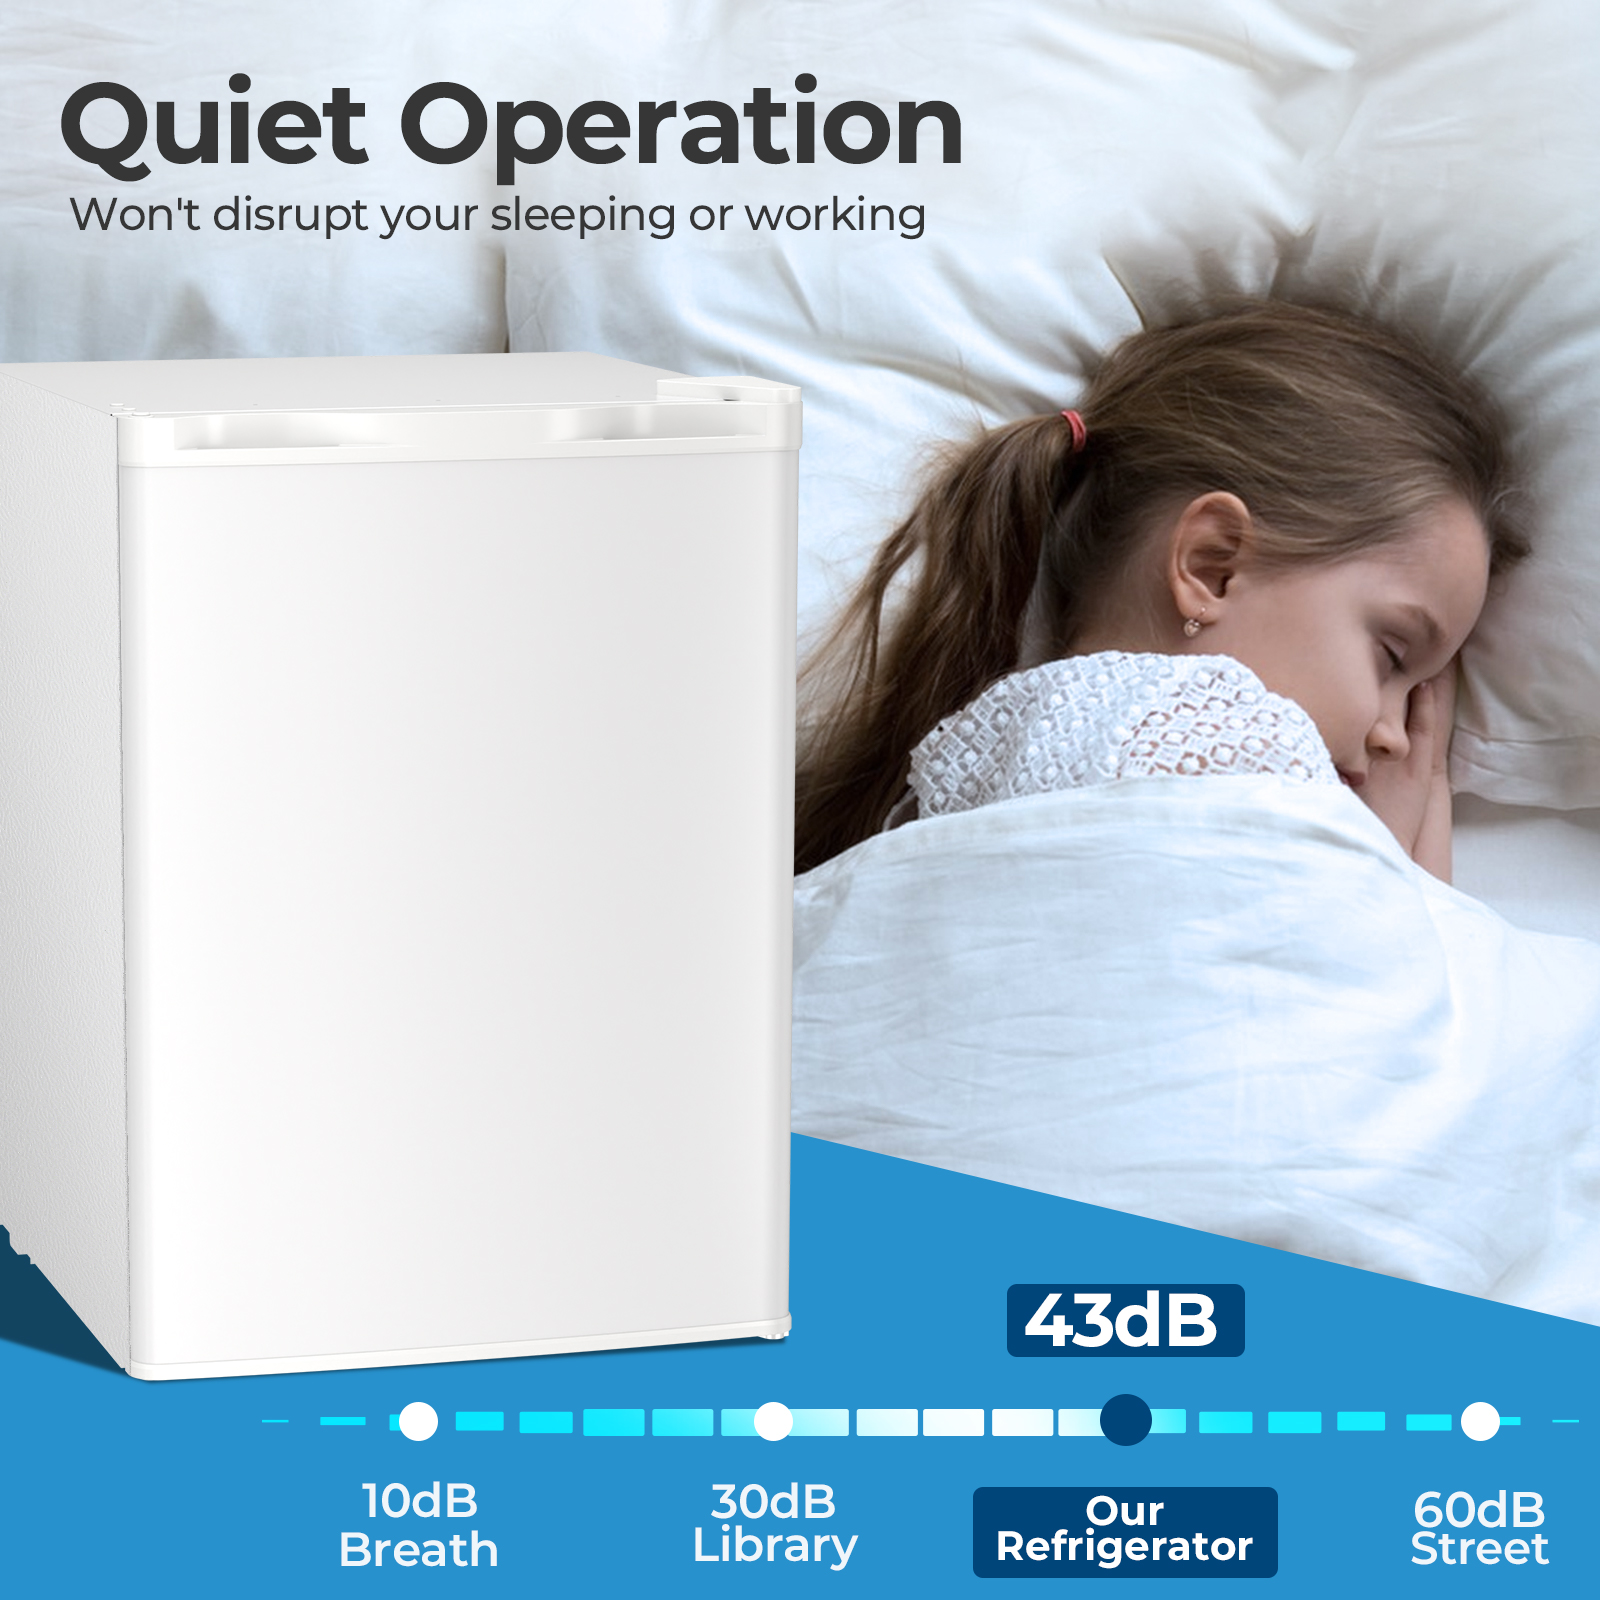 Quiet Operation
Won't disrupt your sleeping or working
43dB
10dB
Breath
30dB
Library
Our
Refrigerator
60dB
Street